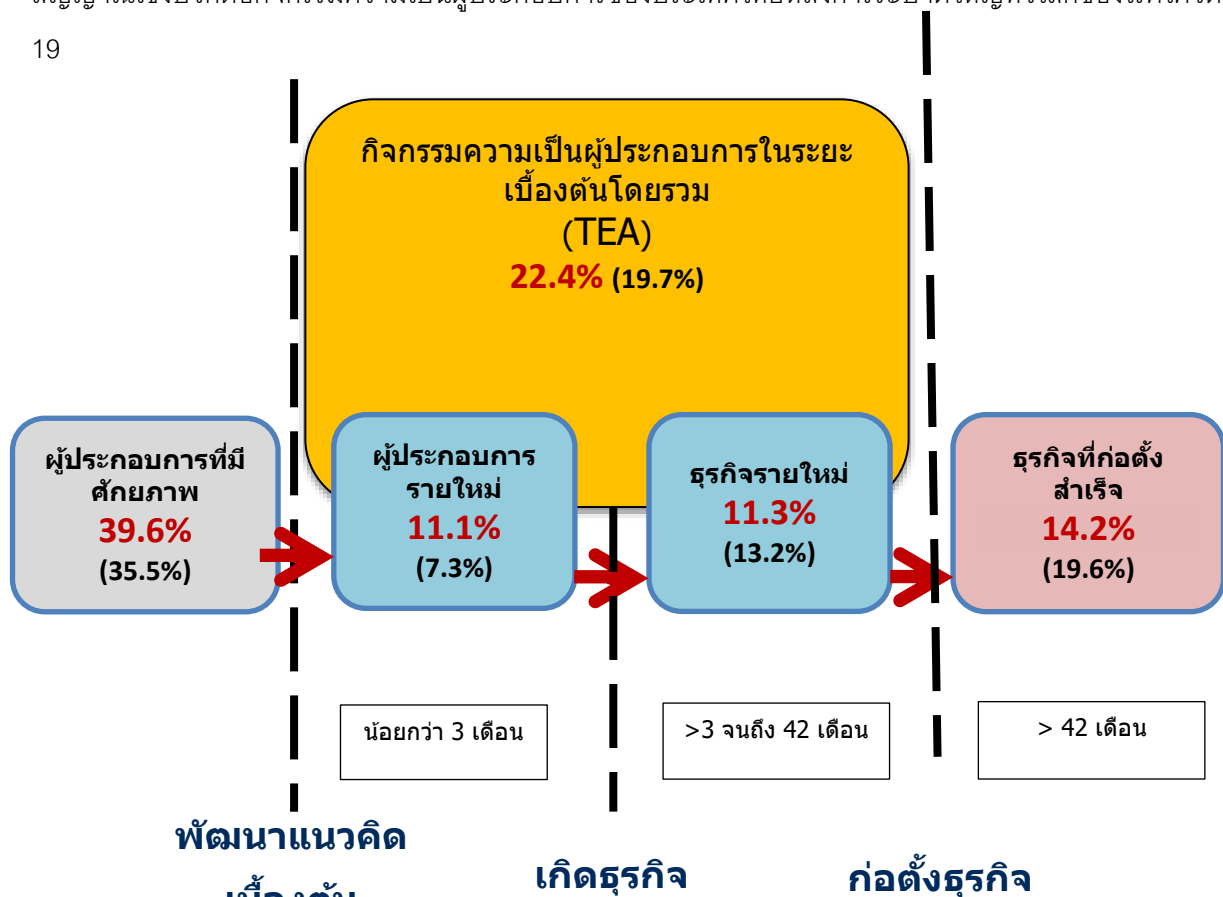 19
กิจกรรมความเป็นผู้ประกอบการในระยะ
เบื้องต้นโดยรวม
(TEA)
22.4% (19.7%)
ผู้ประกอบการที่มี
ศักยภาพ
39.6%
(35.5%)
ผู้ประกอบการ
รายใหม่
11.1%
(7.3%)
ธุรกิจรายใหม่
11.3%
(13.2%)
ธุรกิจที่ก่อตั้ง
สำเร็จ
14.2%
(19.6%)
น้อยกว่า 3 เดือน
>3 จนถึง 42 เดือน
> 42 เดือน
พัฒนาแนวคิด
เกิดธุรกิจ
ก่อตั้งธุรกิจ